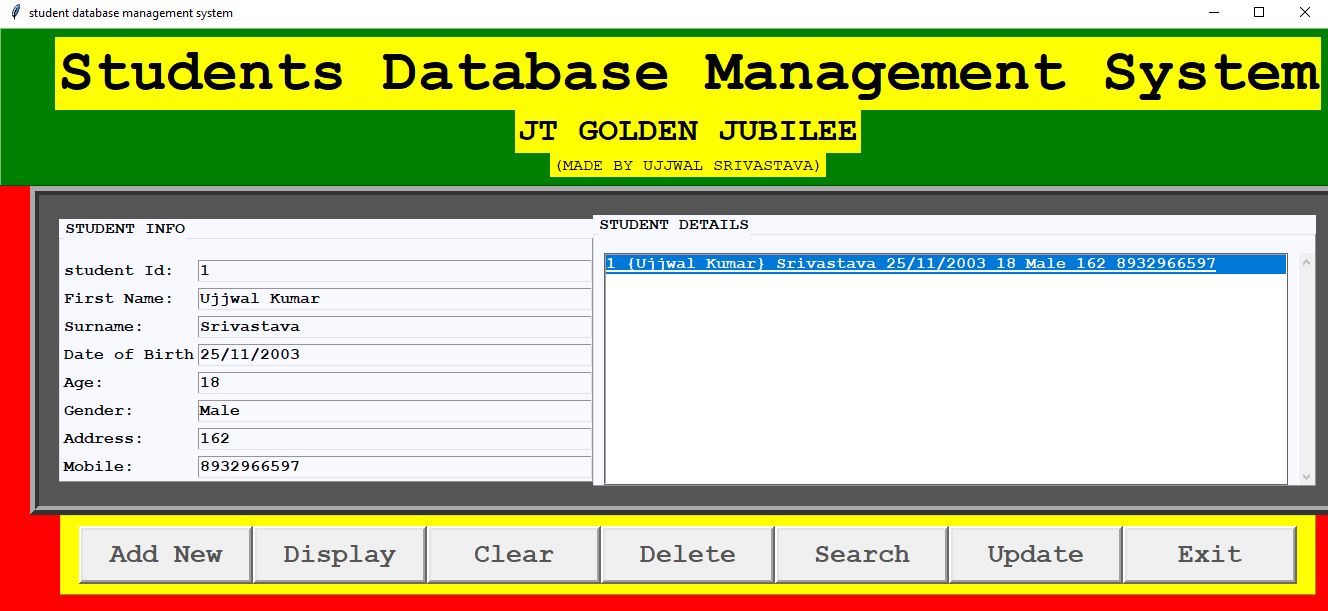 student database management system
Students Database Management System
JT GOLDEN JUBILEE
(MADE BY UJJWAL SRIVASTAVA)
STUDENT INFO
student Id: 1
First Name: Ujjwal Kumar
Surname: Srivastava
Date of Birth 25/11/2003
Age: 18
Gender: Male
Address: 162
Mobile: 8932966597
STUDENT DETAILS
1 {Ujjwal Kumar} Srivastava 25/11/2003 18 Male 162 8932966597
Add New Display Clear Delete Search Update Exit